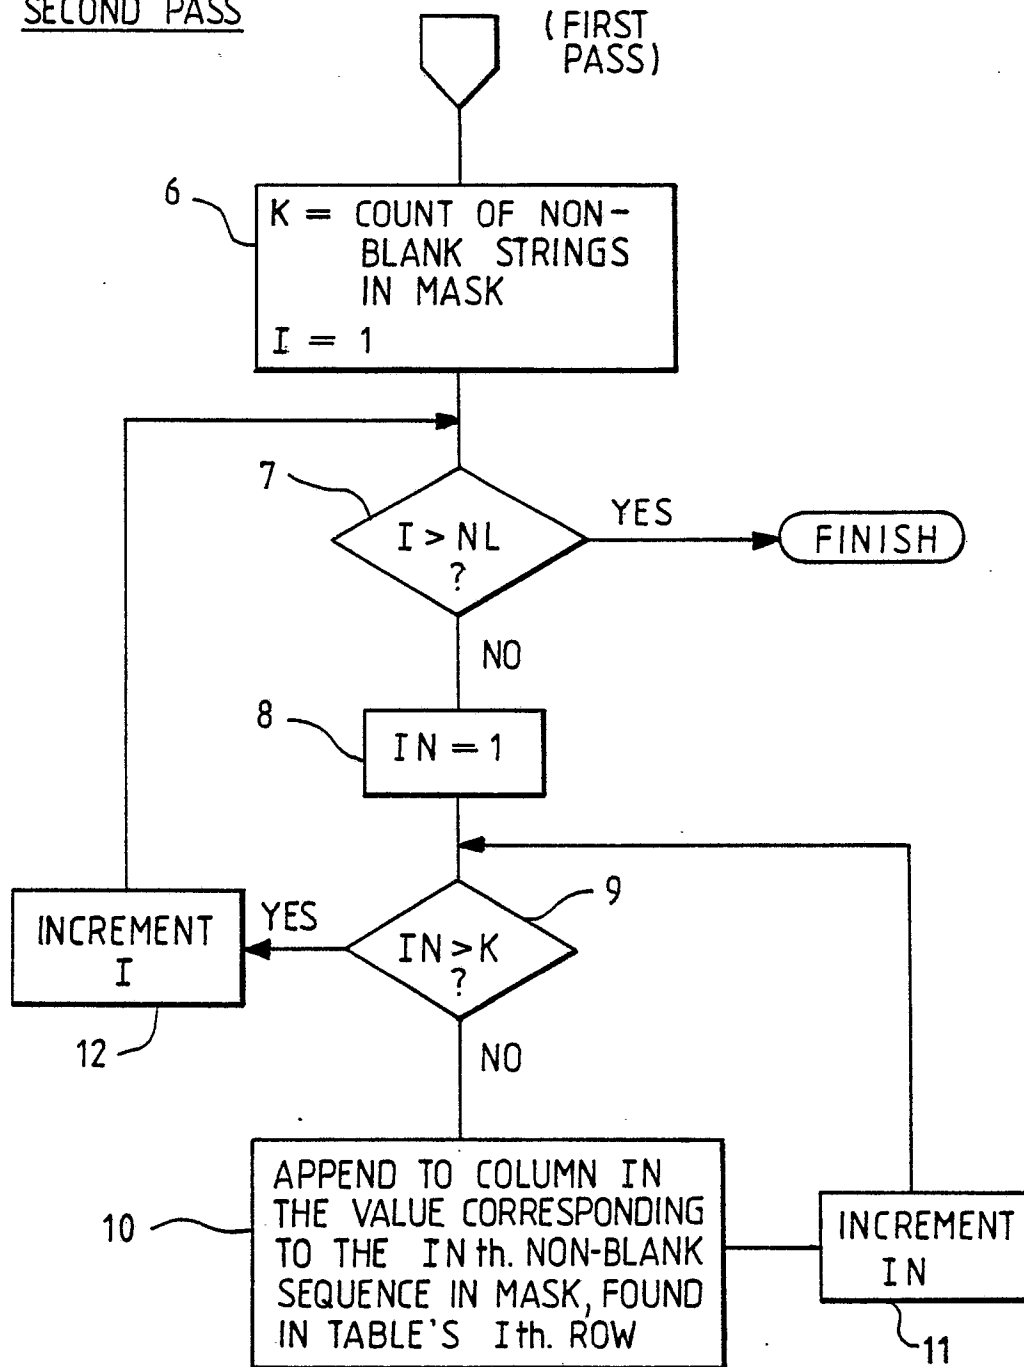 SECOND PASS
(FIRST
PASS)
6
K = COUNT OF NON-
BLANK STRINGS
IN MASK
I = 1
7
I > NL
?
YES
FINISH
NO
8
IN = 1
9
IN > K
?
YES
INCREMENT
I
12
NO
10
APPEND TO COLUMN IN
THE VALUE CORRESPONDING
TO THE INth. NON-BLANK
SEQUENCE IN MASK, FOUND
IN TABLE'S Ith. ROW
INCREMENT
IN
11